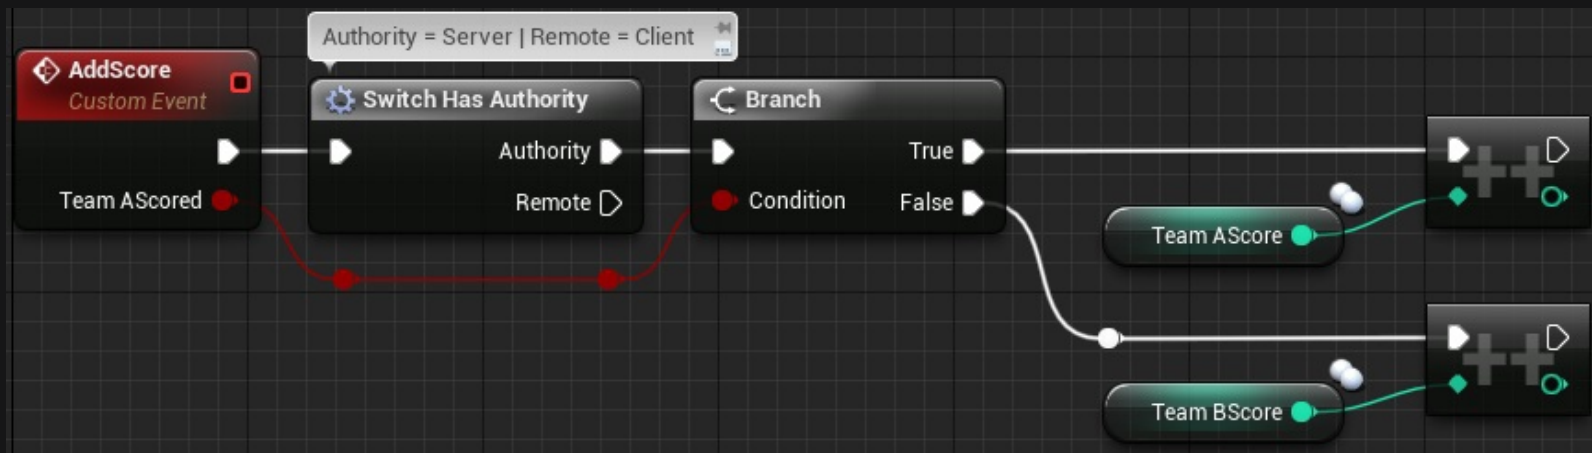 Authority = Server | Remote = Client
AddScore
Custom Event
Team AScored
Switch Has Authority
Authority
Remote
Branch
Condition
True
False
Team AScore
++
Team BScore
++